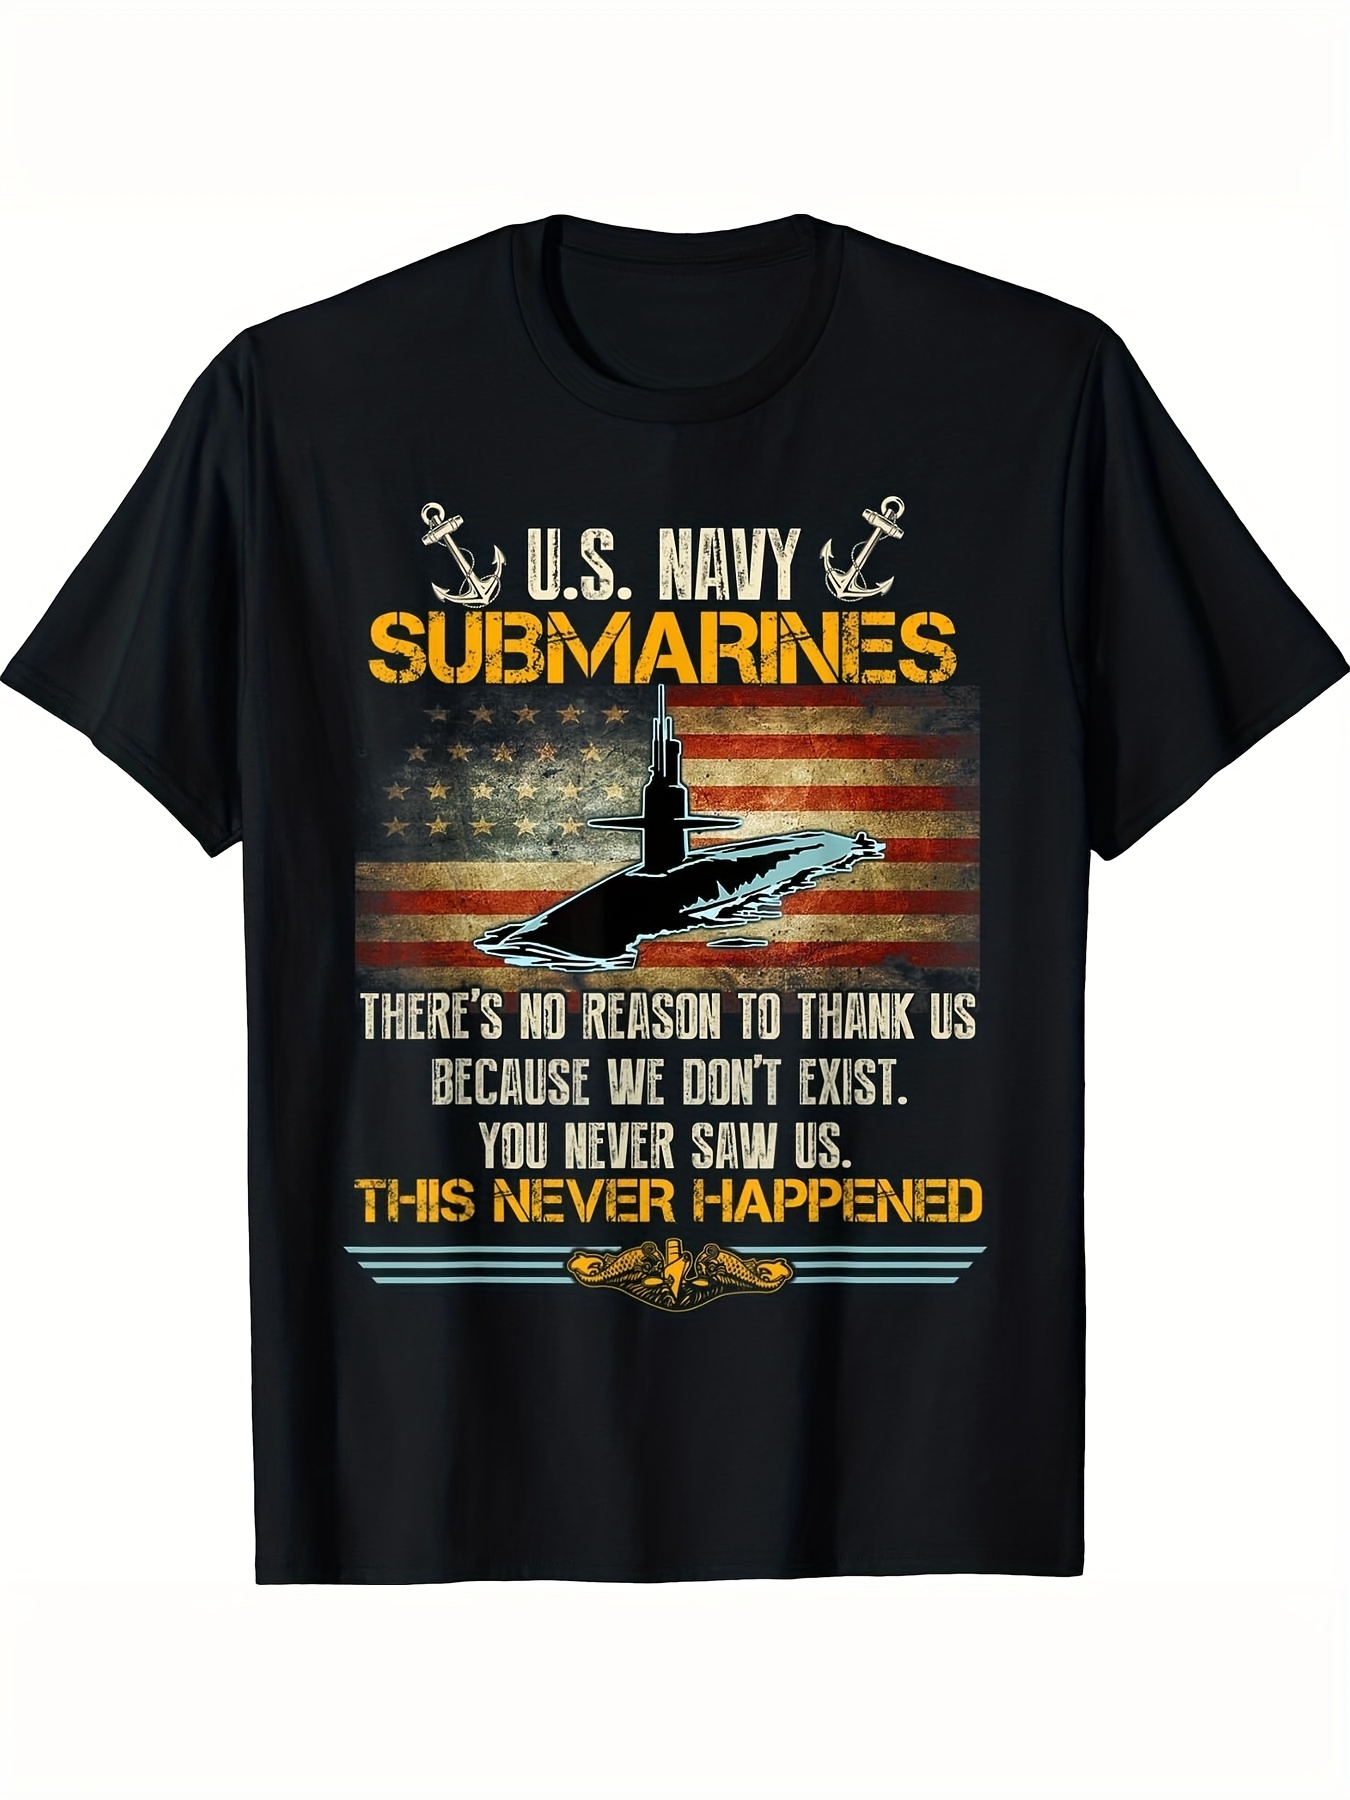 U.S. NAVY
SUBMARINES
THERE'S NO REASON TO THANK US
BECAUSE WE DON'T EXIST.
YOU NEVER SAW US.
THIS NEVER HAPPENED